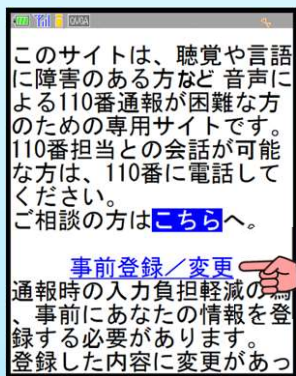 QVGA
このサイトは、聴覚や言語
に障害のある方など 音声に
よる110番通報が困難な方
のための専用サイトです。
110番担当との会話が可能
な方は、110番に電話して
ください。
ご相談の方はこちらへ。
事前登録／変更
通報時の入力負担軽減の為
、事前にあなたの情報を登
録する必要があります。
登録した内容に変更があっ